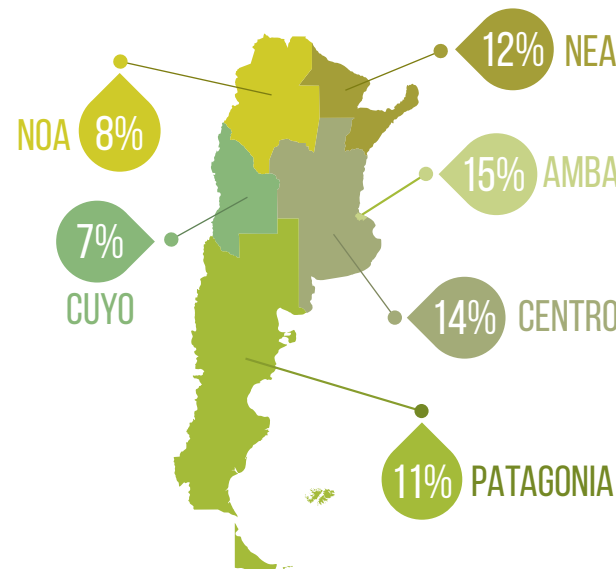 12% NEA
NOA 8%
15% AMBA
7%
CUYO
14% CENTRO
11% PATAGONIA